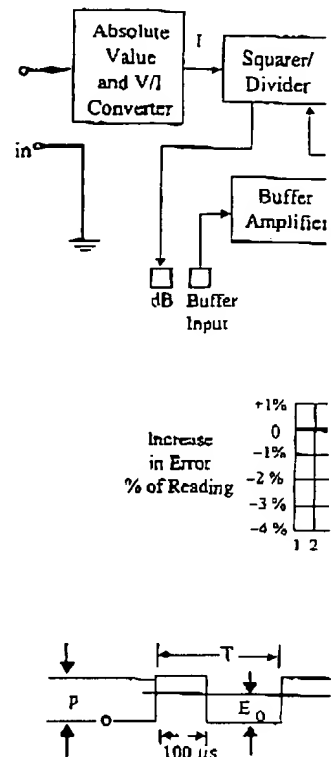 Absolute
Value
and V/I
Converter
I
Squarer/
Divider
in
Buffer
Amplifier
dB
Buffer
Input
Increase
in Error
% of Reading
+1%
0
-1%
-2%
-3%
-4%
1 2
T
P
E0
100 µs